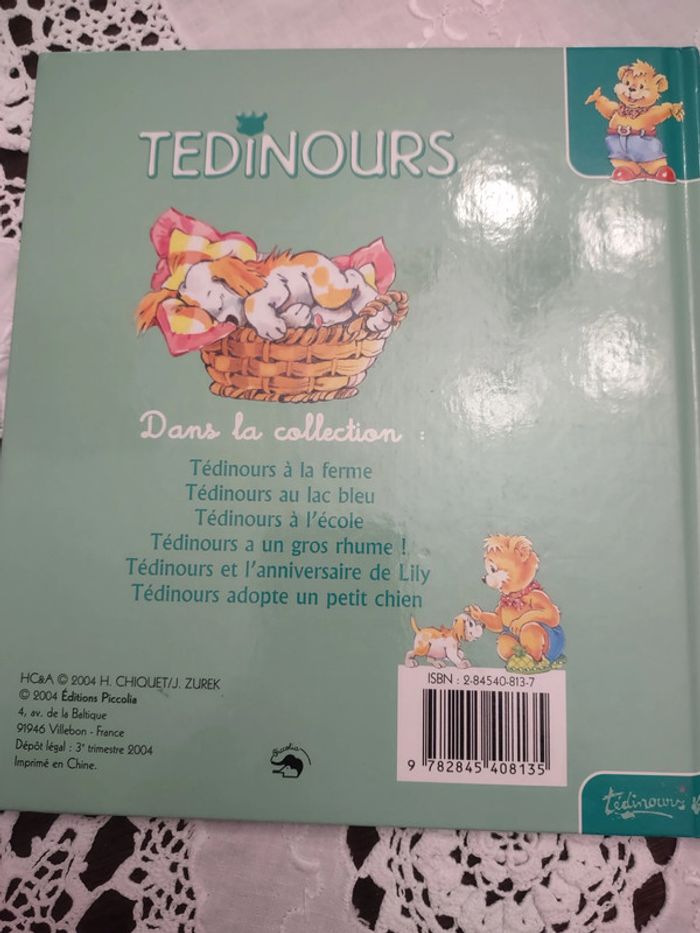 TEDINOURS
Dans la collection :
Tédinours à la ferme
Tédinours au lac bleu
Tédinours à l'école
Tédinours a un gros rhume !
Tédinours et l'anniversaire de Lily
Tédinours adopte un petit chien
HC&A © 2004 H. CHIQUET/J. ZUREK
© 2004 Éditions Piccolia
4, av. de la Baltique
91946 Villebon - France
Dépôt légal : 3e trimestre 2004
Imprimé en Chine.
Piccolia
ISBN : 2-84540-813-7
9 782845 408135
tédinours